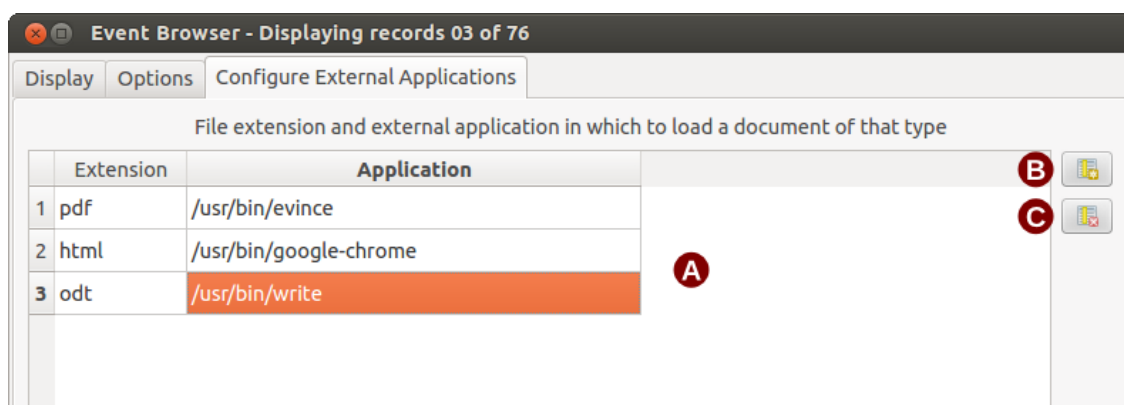 Event Browser - Displaying records 03 of 76
Display Options Configure External Applications
File extension and external application in which to load a document of that type
Extension Application B
1 pdf /usr/bin/evince C
2 html /usr/bin/google-chrome
A
3 odt /usr/bin/write